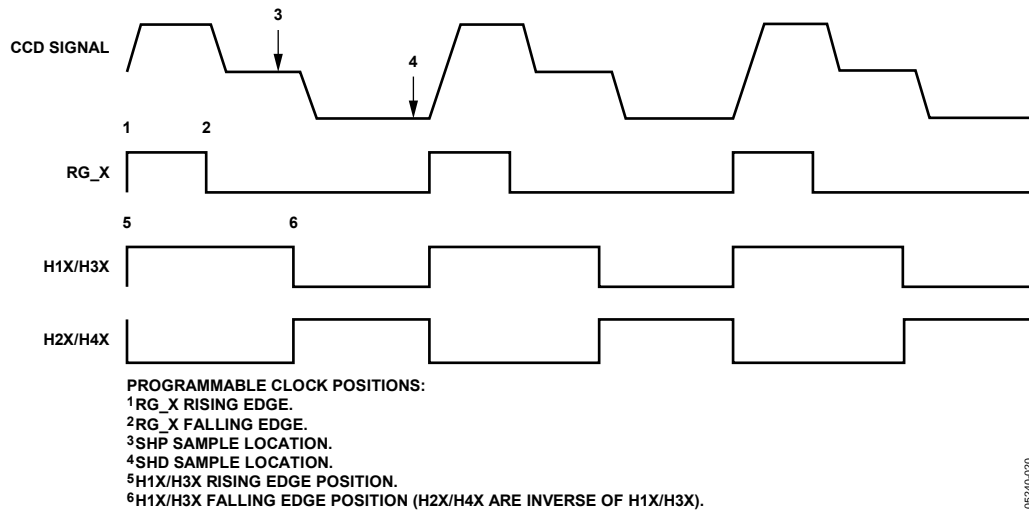 3
CCD SIGNAL
4
1 2
RG_X
5 6
H1X/H3X
H2X/H4X
PROGRAMMABLE CLOCK POSITIONS:
1RG_X RISING EDGE.
2RG_X FALLING EDGE.
3SHP SAMPLE LOCATION.
4SHD SAMPLE LOCATION.
5H1X/H3X RISING EDGE POSITION.
6H1X/H3X FALLING EDGE POSITION (H2X/H4X ARE INVERSE OF H1X/H3X).
05240-020